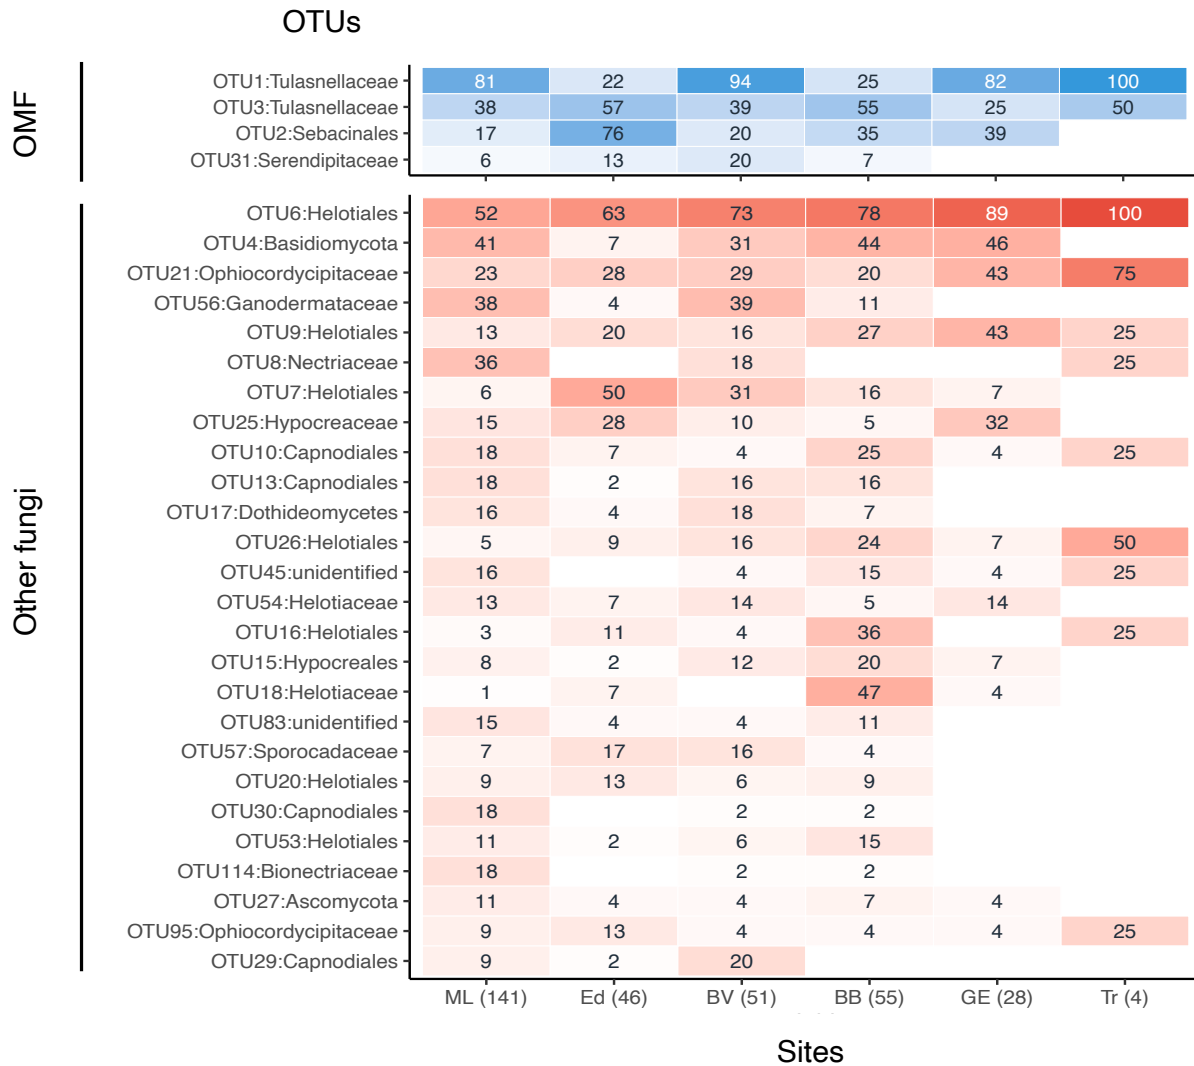 OTUs
OMF
OTU1:Tulasnellaceae 81 22 94 25 82 100
OTU3:Tulasnellaceae 38 57 39 55 25 50
OTU2:Sebacinales 17 76 20 35 39
OTU31:Serendipitaceae 6 13 20 7
Other fungi
OTU6:Helotiales 52 63 73 78 89 100
OTU4:Basidiomycota 41 7 31 44 46
OTU21:Ophiocordycipitaceae 23 28 29 20 43 75
OTU56:Ganodermataceae 38 4 39 11
OTU9:Helotiales 13 20 16 27 43 25
OTU8:Nectriaceae 36 18 25
OTU7:Helotiales 6 50 31 16 7
OTU25:Hypocreaceae 15 28 10 5 32
OTU10:Capnodiales 18 7 4 25 4 25
OTU13:Capnodiales 18 2 16 16
OTU17:Dothideomycetes 16 4 18 7
OTU26:Helotiales 5 9 16 24 7 50
OTU45:unidentified 16 4 15 4 25
OTU54:Helotiaceae 13 7 14 5 14
OTU16:Helotiales 3 11 4 36 25
OTU15:Hypocreales 8 2 12 20 7
OTU18:Helotiaceae 1 7 47 4
OTU83:unidentified 15 4 4 11
OTU57:Sporocadaceae 7 17 16 4
OTU20:Helotiales 9 13 6 9
OTU30:Capnodiales 18 2 2
OTU53:Helotiales 11 2 6 15
OTU114:Bionectriaceae 18 2 2
OTU27:Ascomycota 11 4 4 7 4
OTU95:Ophiocordycipitaceae 9 13 4 4 4 25
OTU29:Capnodiales 9 2 20
ML (141) Ed (46) BV (51) BB (55) GE (28) Tr (4)
Sites